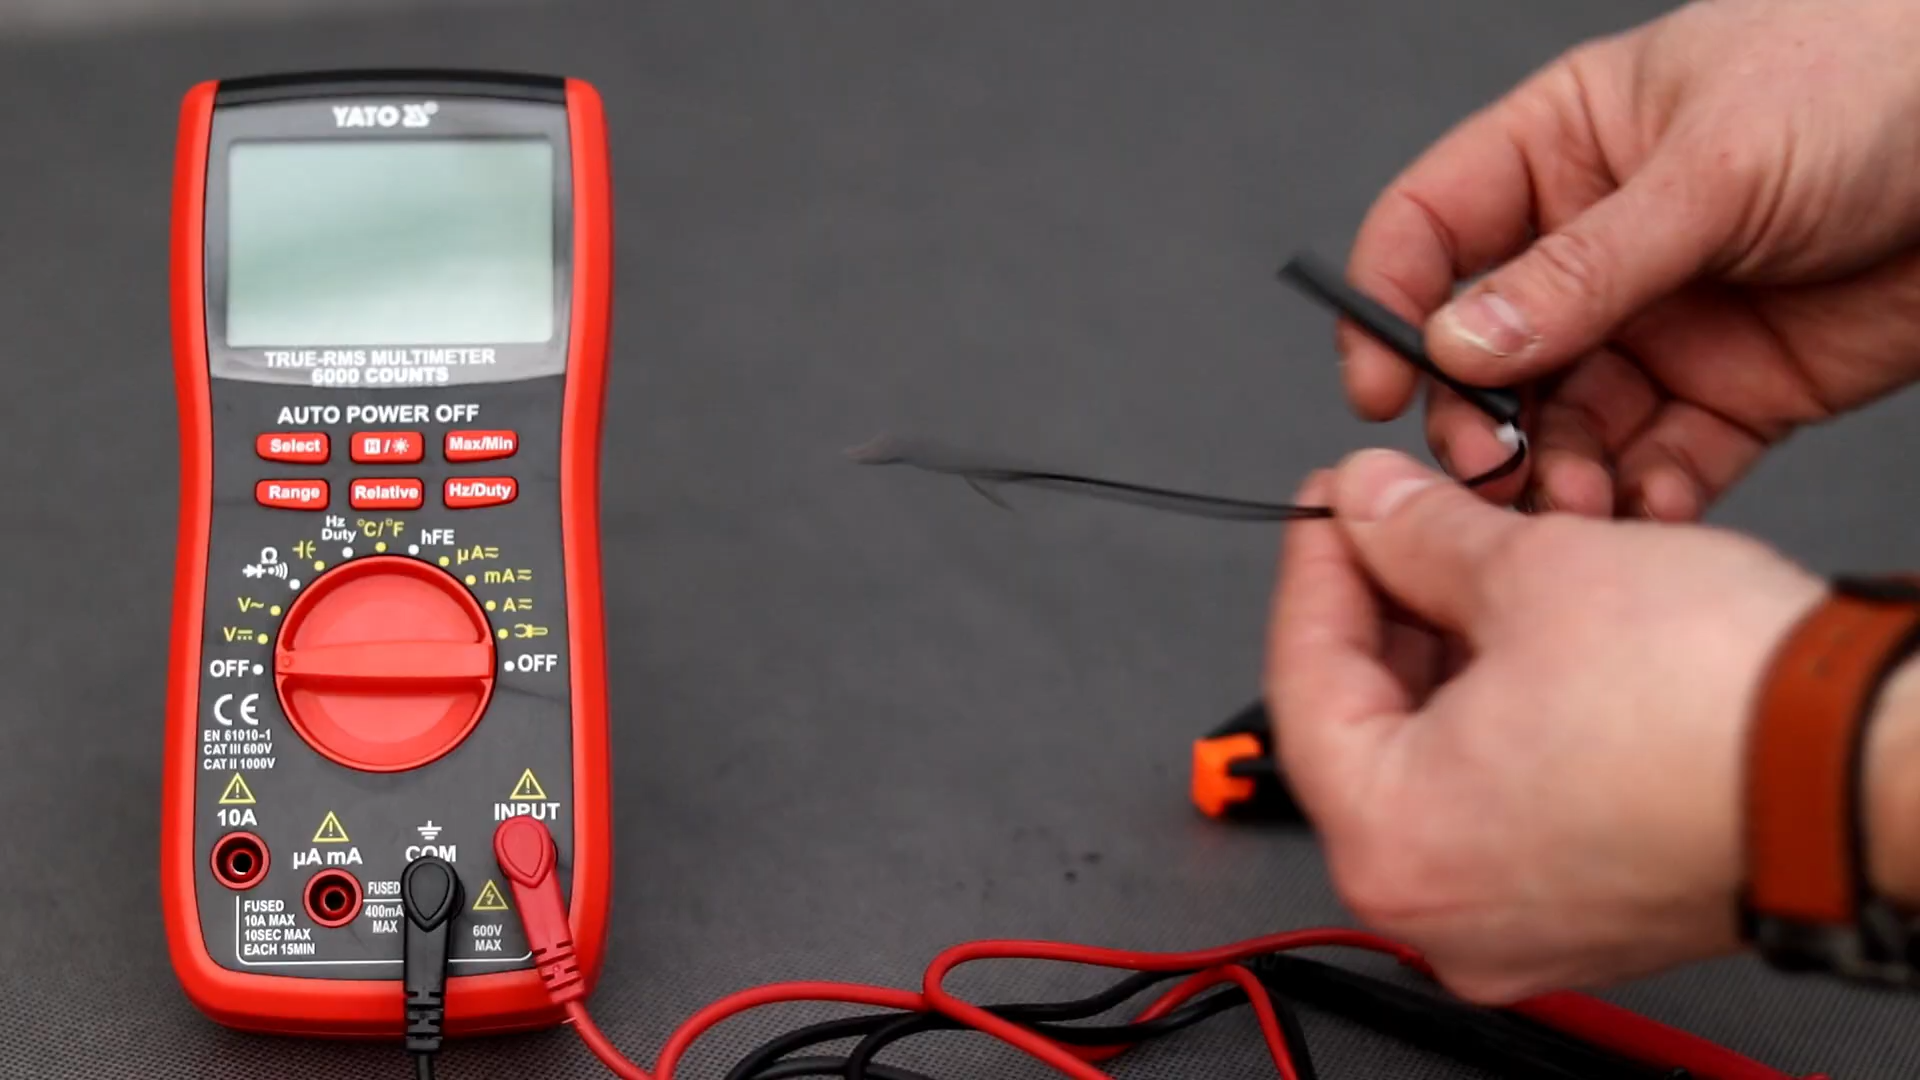 YATO
TRUE-RMS MULTIMETER
6000 COUNTS
AUTO POWER OFF
Select
H / ☀
Max/Min
Range
Relative
Hz/Duty
Hz
Duty
°C/°F
hFE
Ω
µA
mA
A
V~
V
OFF
OFF
CE
EN 61010-1
CAT III 600V
CAT II 1000V
10A
µA mA
COM
INPUT
FUSED
10A MAX
10SEC MAX
EACH 15MIN
FUSED
400mA
MAX
600V
MAX